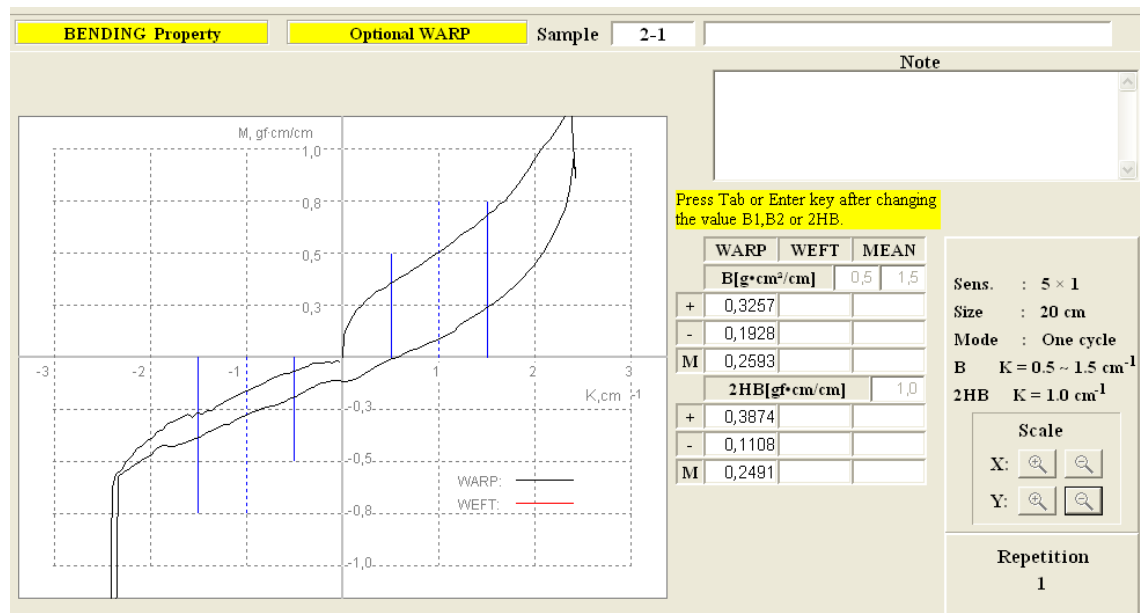 BENDING Property Optional WARP Sample 2-1
Note
M, gf·cm/cm
1,0
0,8
0,5
0,3
-3 -2 -1 1 2 3
K,cm -1
-0,3
-0,5
-0,8
-1,0
WARP:
WEFT:
Press Tab or Enter key after changing
the value B1,B2 or 2HB.
WARP WEFT MEAN
B[g•cm²/cm] 0,5 1,5
+ 0,3257
- 0,1928
M 0,2593
2HB[gf•cm/cm] 1,0
+ 0,3874
- 0,1108
M 0,2491
Sens. : 5 × 1
Size : 20 cm
Mode : One cycle
B K = 0.5 ~ 1.5 cm⁻¹
2HB K = 1.0 cm⁻¹
Scale
X:
Y:
Repetition
1